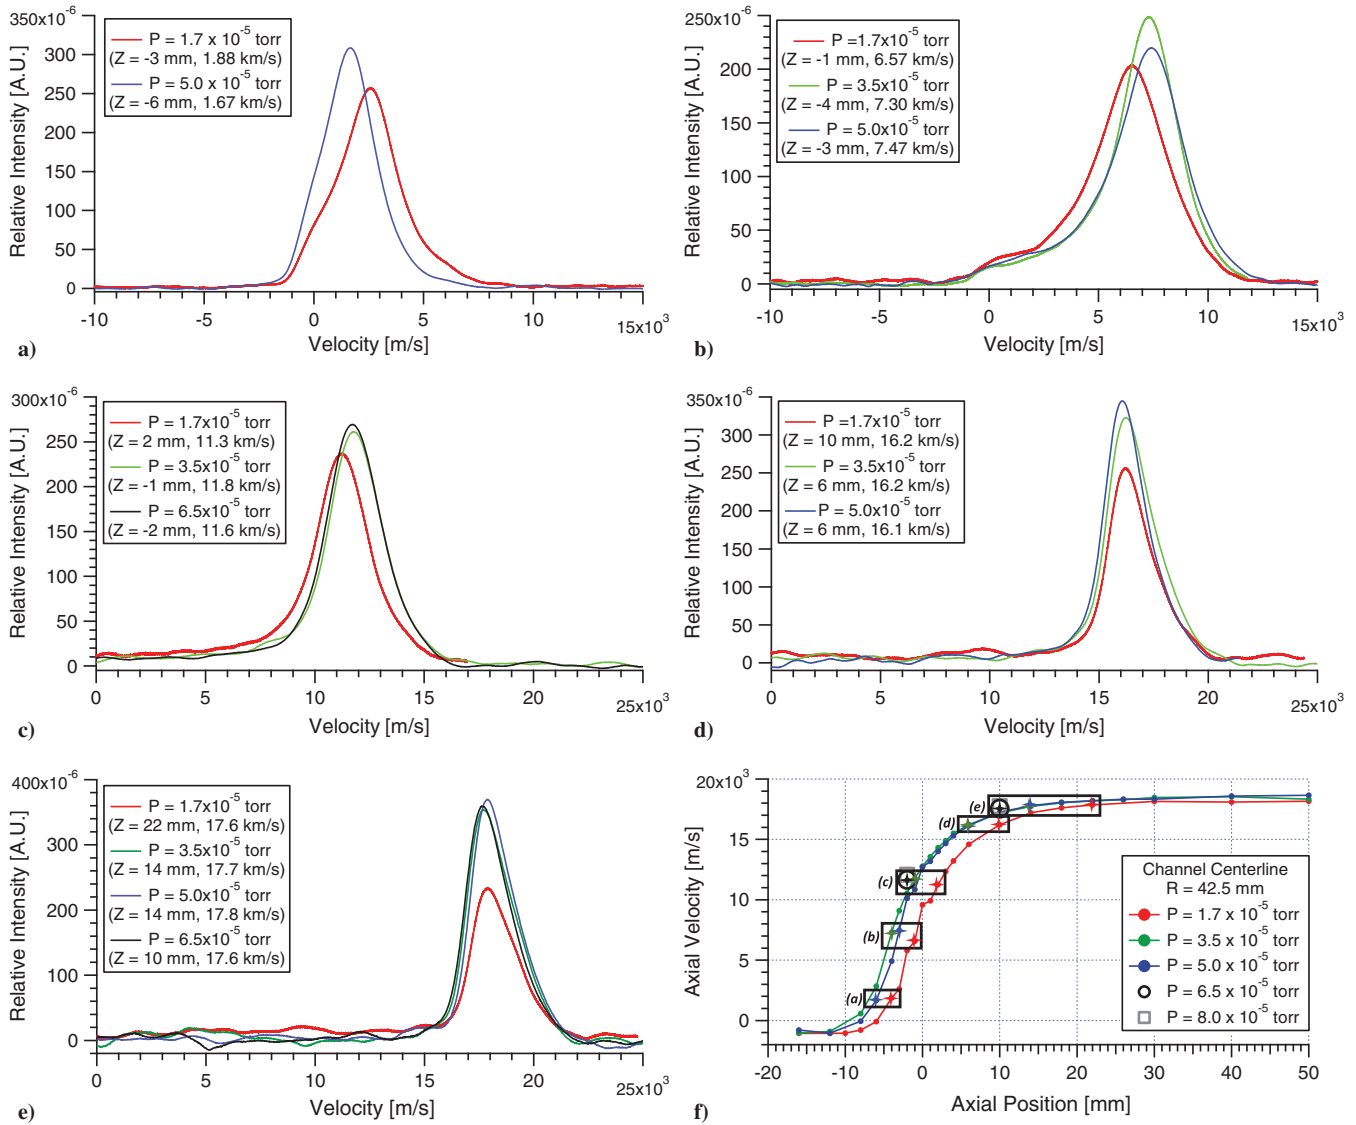 350x10⁻⁶
300
250
200
150
100
50
0
Relative Intensity [A.U.]
P = 1.7 x 10⁻⁵ torr
(Z = -3 mm, 1.88 km/s)
P = 5.0 x 10⁻⁵ torr
(Z = -6 mm, 1.67 km/s)
-10 -5 0 5 10 15x10³
Velocity [m/s]
a)
250x10⁻⁶
200
150
100
50
0
Relative Intensity [A.U.]
P =1.7x10⁻⁵ torr
(Z = -1 mm, 6.57 km/s)
P = 3.5x10⁻⁵ torr
(Z = -4 mm, 7.30 km/s)
P = 5.0x10⁻⁵ torr
(Z = -3 mm, 7.47 km/s)
-10 -5 0 5 10 15x10³
Velocity [m/s]
b)
300x10⁻⁶
250
200
150
100
50
0
Relative Intensity [A.U.]
P = 1.7x10⁻⁵ torr
(Z = 2 mm, 11.3 km/s)
P = 3.5x10⁻⁵ torr
(Z = -1 mm, 11.8 km/s)
P = 6.5x10⁻⁵ torr
(Z = -2 mm, 11.6 km/s)
0 5 10 15 20 25x10³
Velocity [m/s]
c)
350x10⁻⁶
300
250
200
150
100
50
0
Relative Intensity [A.U.]
P =1.7x10⁻⁵ torr
(Z = 10 mm, 16.2 km/s)
P = 3.5x10⁻⁵ torr
(Z = 6 mm, 16.2 km/s)
P = 5.0x10⁻⁵ torr
(Z = 6 mm, 16.1 km/s)
0 5 10 15 20 25x10³
Velocity [m/s]
d)
400x10⁻⁶
300
200
100
0
Relative Intensity [A.U.]
P = 1.7x10⁻⁵ torr
(Z = 22 mm, 17.6 km/s)
P = 3.5x10⁻⁵ torr
(Z = 14 mm, 17.7 km/s)
P = 5.0x10⁻⁵ torr
(Z = 14 mm, 17.8 km/s)
P = 6.5x10⁻⁵ torr
(Z = 10 mm, 17.6 km/s)
0 5 10 15 20 25x10³
Velocity [m/s]
e)
20x10³
15
10
5
0
Axial Velocity [m/s]
(e)
(d)
(c)
(b)
(a)
Channel Centerline
R = 42.5 mm
P = 1.7 x 10⁻⁵ torr
P = 3.5 x 10⁻⁵ torr
P = 5.0 x 10⁻⁵ torr
P = 6.5 x 10⁻⁵ torr
P = 8.0 x 10⁻⁵ torr
-20 -10 0 10 20 30 40 50
Axial Position [mm]
f)